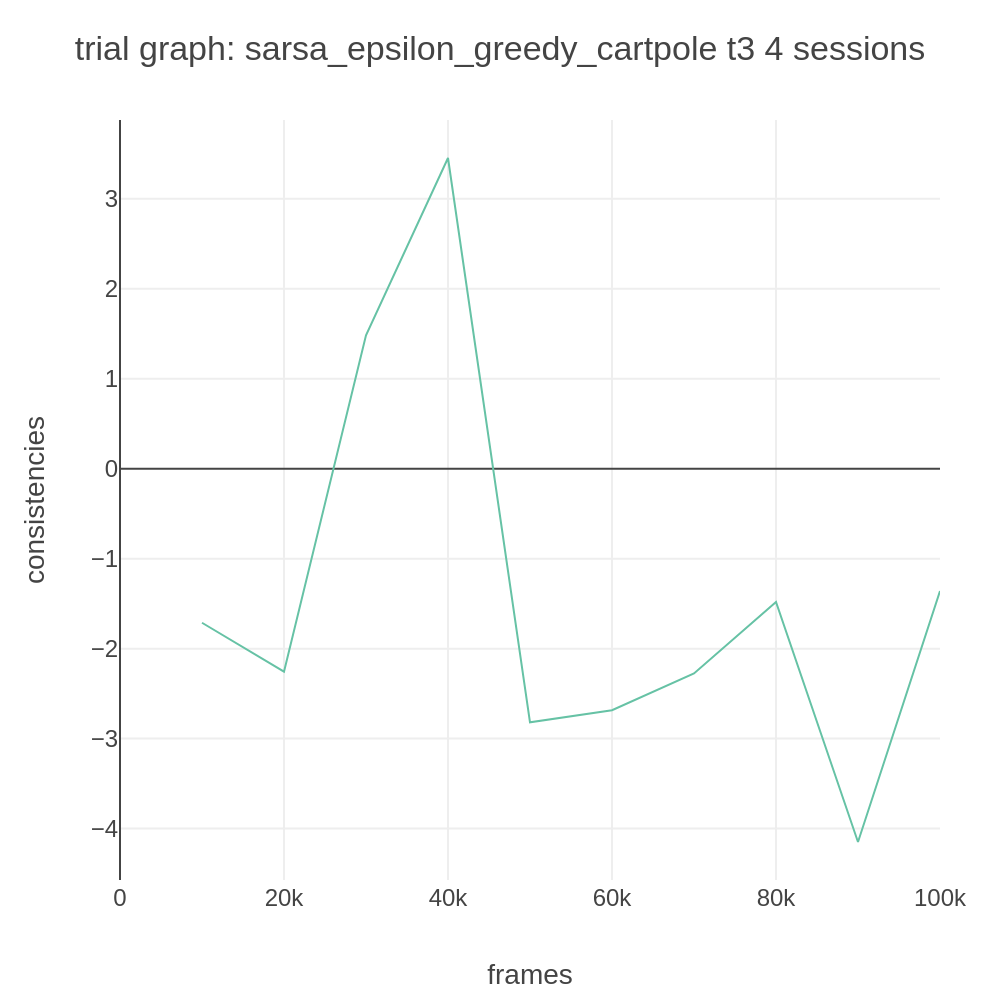 trial graph: sarsa_epsilon_greedy_cartpole t3 4 sessions
3
2
1
0
−1
−2
−3
−4
consistencies
0
20k
40k
60k
80k
100k
frames